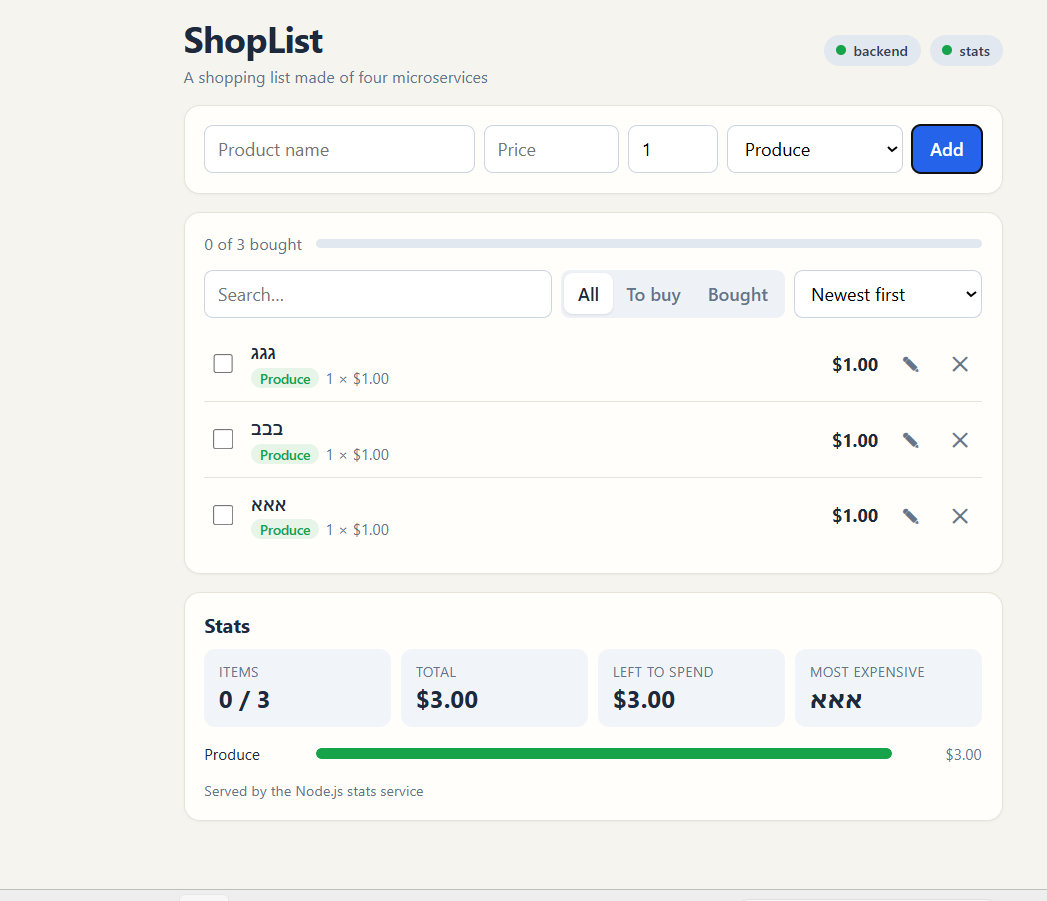 ShopList
A shopping list made of four microservices
backend
stats
Product name
Price
1
Produce
Add
0 of 3 bought
Search...
All
To buy
Bought
Newest first
גגג
Produce 1 × $1.00
$1.00
בבב
Produce 1 × $1.00
$1.00
אאא
Produce 1 × $1.00
$1.00
Stats
ITEMS
0 / 3
TOTAL
$3.00
LEFT TO SPEND
$3.00
MOST EXPENSIVE
אאא
Produce
$3.00
Served by the Node.js stats service